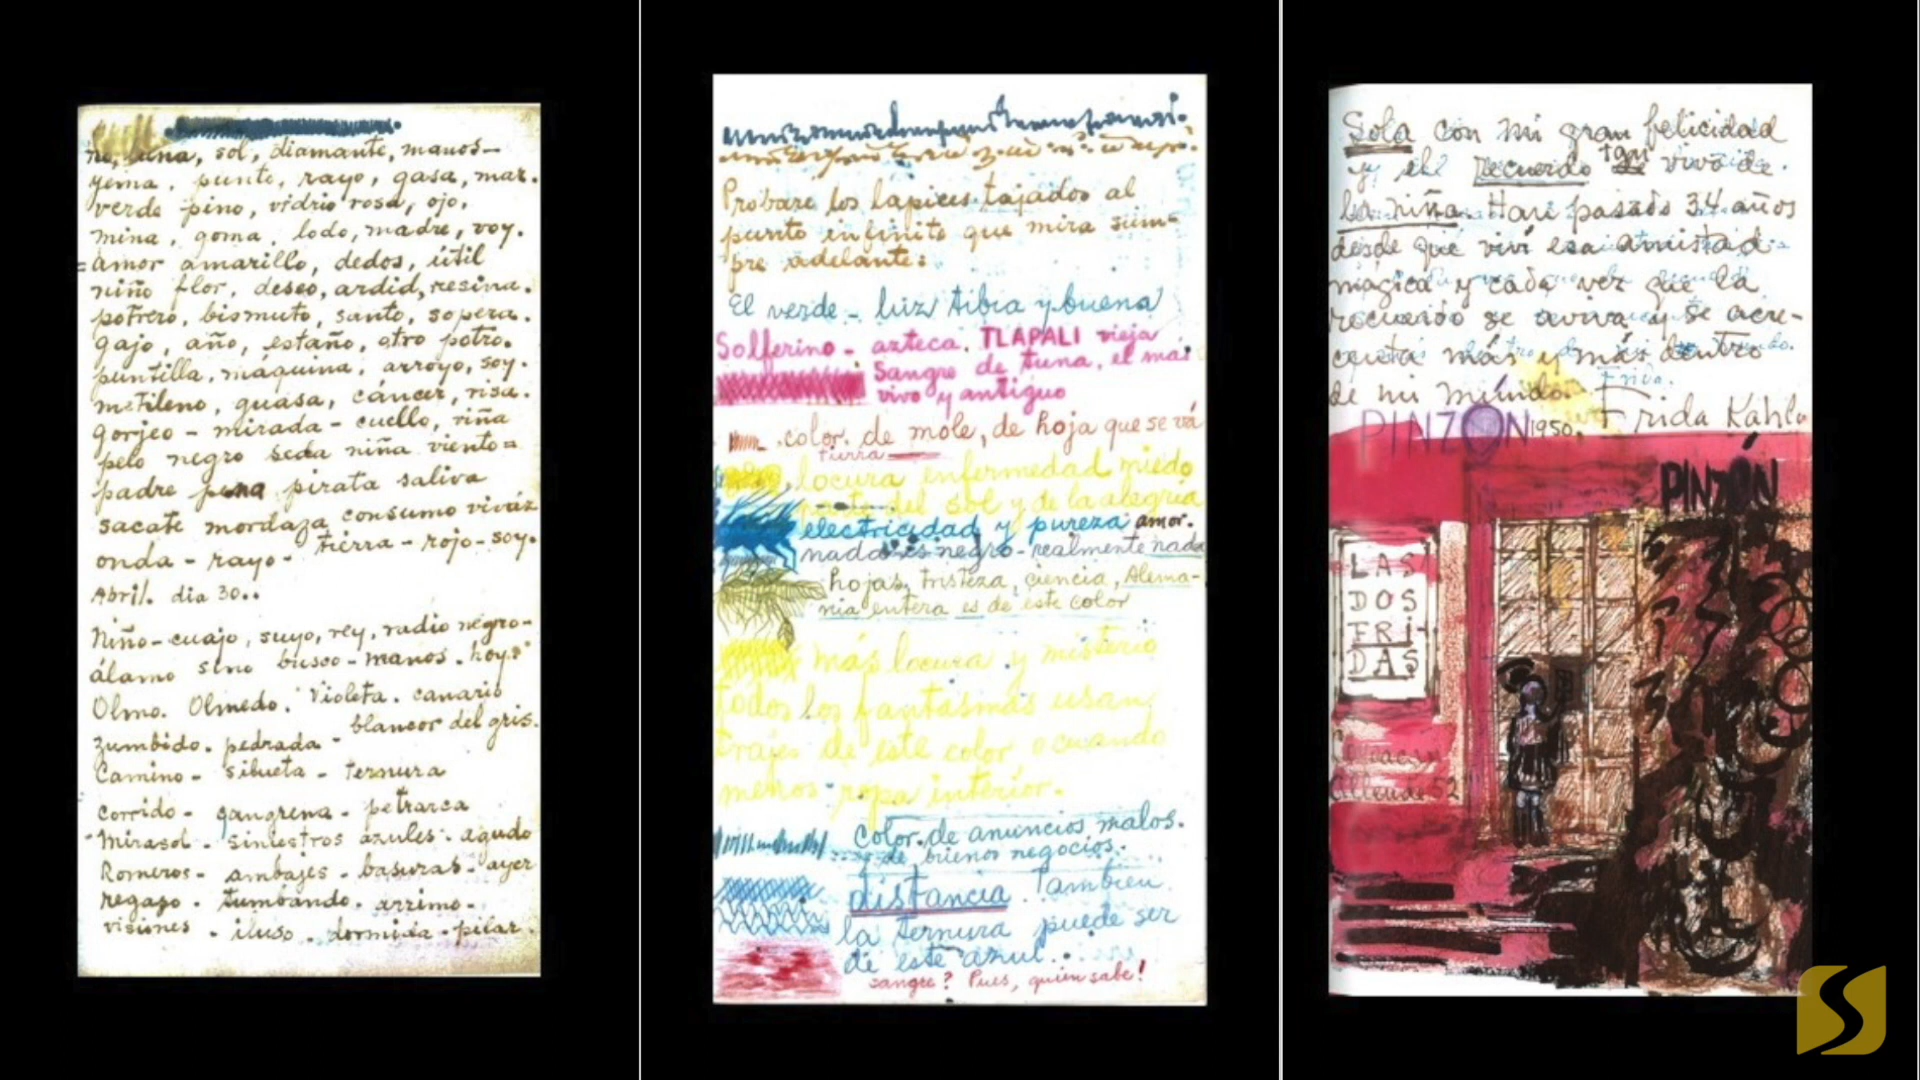 no, luna, sol, diamante, manos-
yema, punto, rayo, gasa, mar.
verde pino, vidrio rosa, ojo,
mina, goma, lodo, madre, voy.
=amor amarillo, dedos, útil
niño flor, deseo, ardid, resina.
potrero, bismuto, santo, sopera.
gajo, año, estaño, otro potro.
puntilla, máquina, arroyo, soy.
metileno, guasa, cáncer, risa.
gorjeo - mirada - cuello, viña
pelo negro seda niña viento=
padre pena pirata saliva
sacate mordaza consumo viváz
onda - rayo - tierra - rojo - soy.
Abril. dia 30..
Niño-cuajo, suyo, rey, radio negro-
álamo sino busco-manos. hoy.
Olmo. Olmedo. Violeta. canario
zumbido. pedrada - blancor del gris.
Camino - silueta - ternura
corrido - gangrena - petrarca
Mirasol - siniestros azules. agudo
Romeros - ambajes - basuras - ayer
regazo. tumbando. arrimo-
visiones. iluso. dormida - pilar.
Probare los lapices tajados al
punto infinito que mira siem-
pre adelante:
El verde - luz tibia y buena
Solferino - azteca. TLAPALI vieja
sangre de tuna, el más
vivo y antiguo
color de mole, de hoja que se vá
tierra
locura enfermedad miedo
parte del sol y de la alegria
electricidad y pureza amor.
nada es negro - realmente nada
hojas, tristeza, ciencia, Alema-
nia entera es de este color
más locura y misterio
todos los fantasmas usan
trajes de este color o cuando
menos ropa interior.
Color de anuncios malos.
y de buenos negocios.
distancia. Tambien
la ternura puede ser
de este azul..
sangre? Pues, quien sabe!
Sola con mi gran felicidad
y el recuerdo tan vivo de
la niña. Han pasado 34 años
desde que viví esa amistad
mágica y cada vez que la
recuerdo se aviva y se acre-
cienta más y más dentro
de mi mundo.
Frida.
PINZÓN 1950. Frida Kahlo
PINZÓN
LAS
DOS
FRI-
DAS
Allende 52